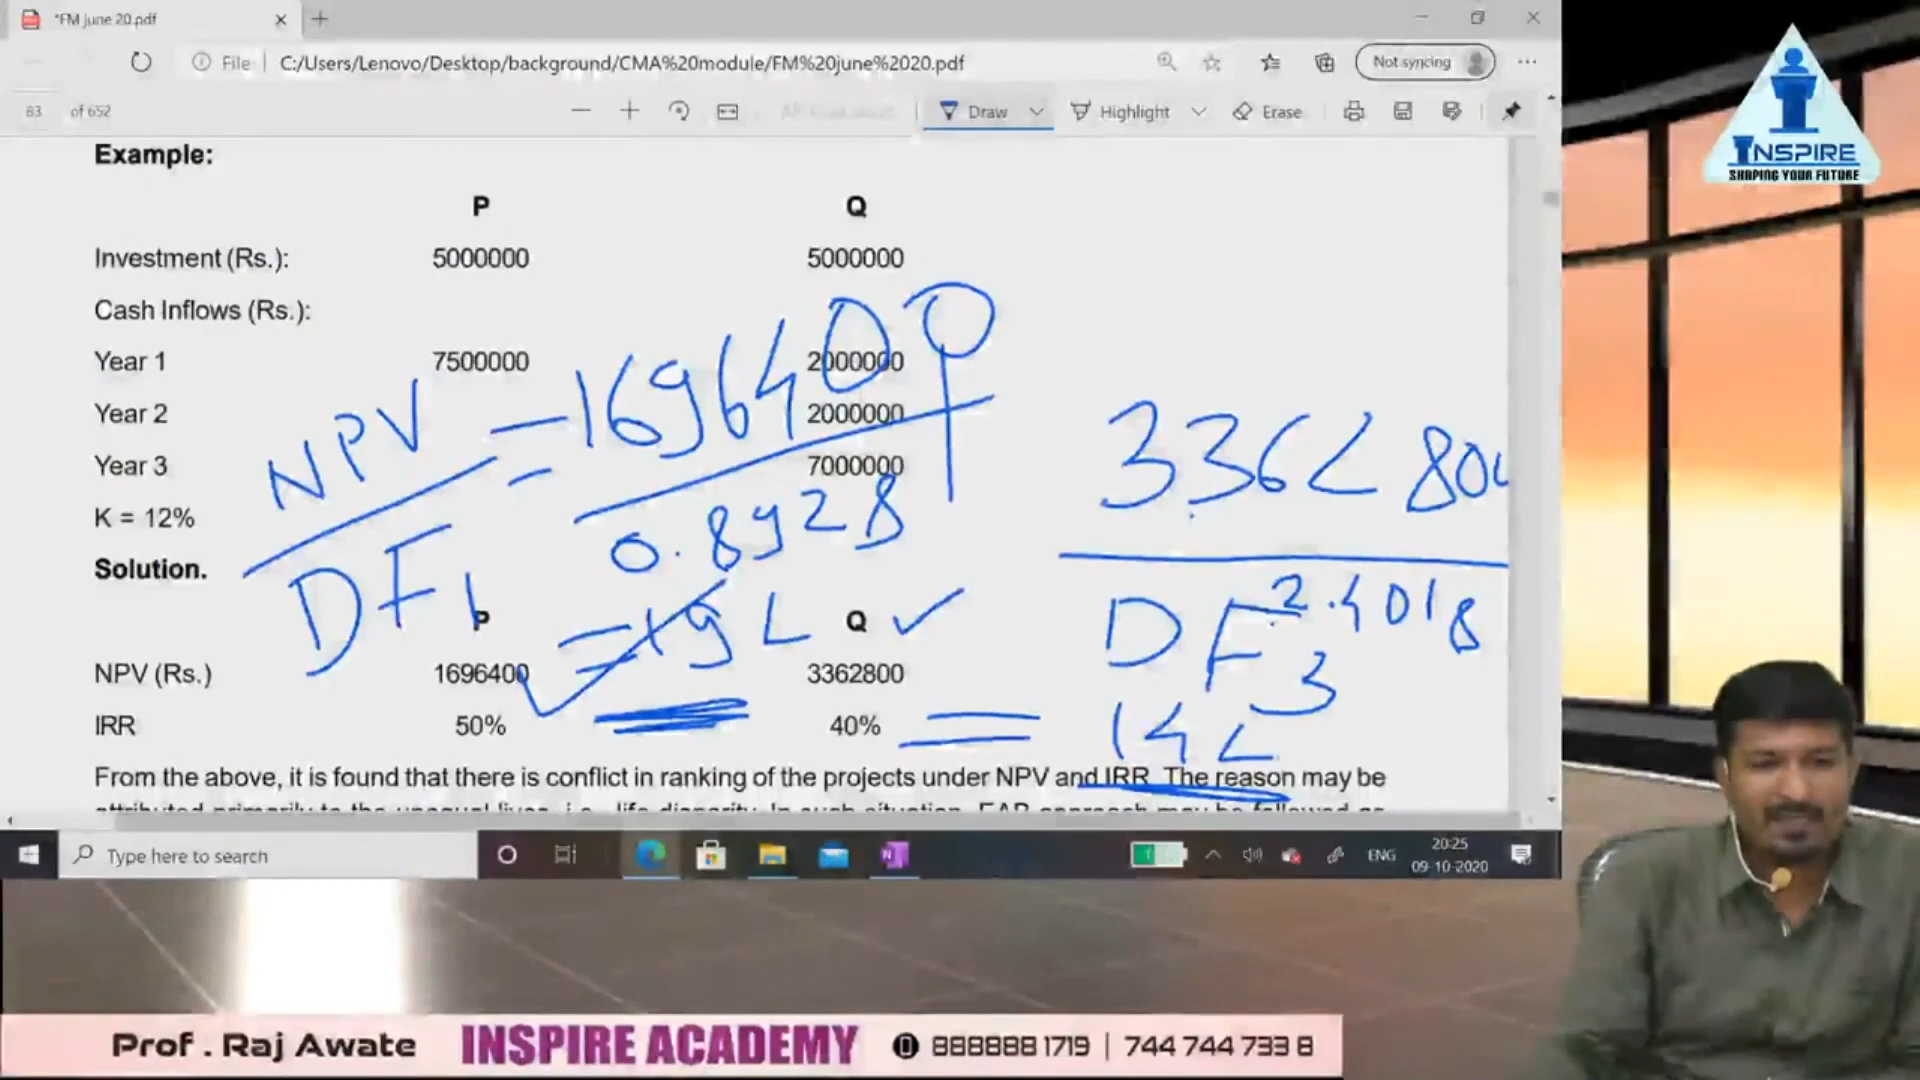 *FM june 20.pdf
File C:/Users/Lenovo/Desktop/background/CMA%20module/FM%20june%2020.pdf Not syncing
83 of 652 Draw Highlight Erase
INSPIRE
SHAPING YOUR FUTURE
Example:
P Q
Investment (Rs.): 5000000 5000000
Cash Inflows (Rs.):
Year 1 7500000 2000000
Year 2 2000000
Year 3 7000000
K = 12%
Solution.
P Q
NPV (Rs.) 1696400 3362800
IRR 50% 40%
From the above, it is found that there is conflict in ranking of the projects under NPV and IRR. The reason may be
NPV = 1696400
DF1 0.8928
= 19 L
P
3362800
DF3 2.4018
= 14L
Type here to search
ENG 20:25
09-10-2020
Prof . Raj Awate INSPIRE ACADEMY 888888 1719 | 744 744 733 8